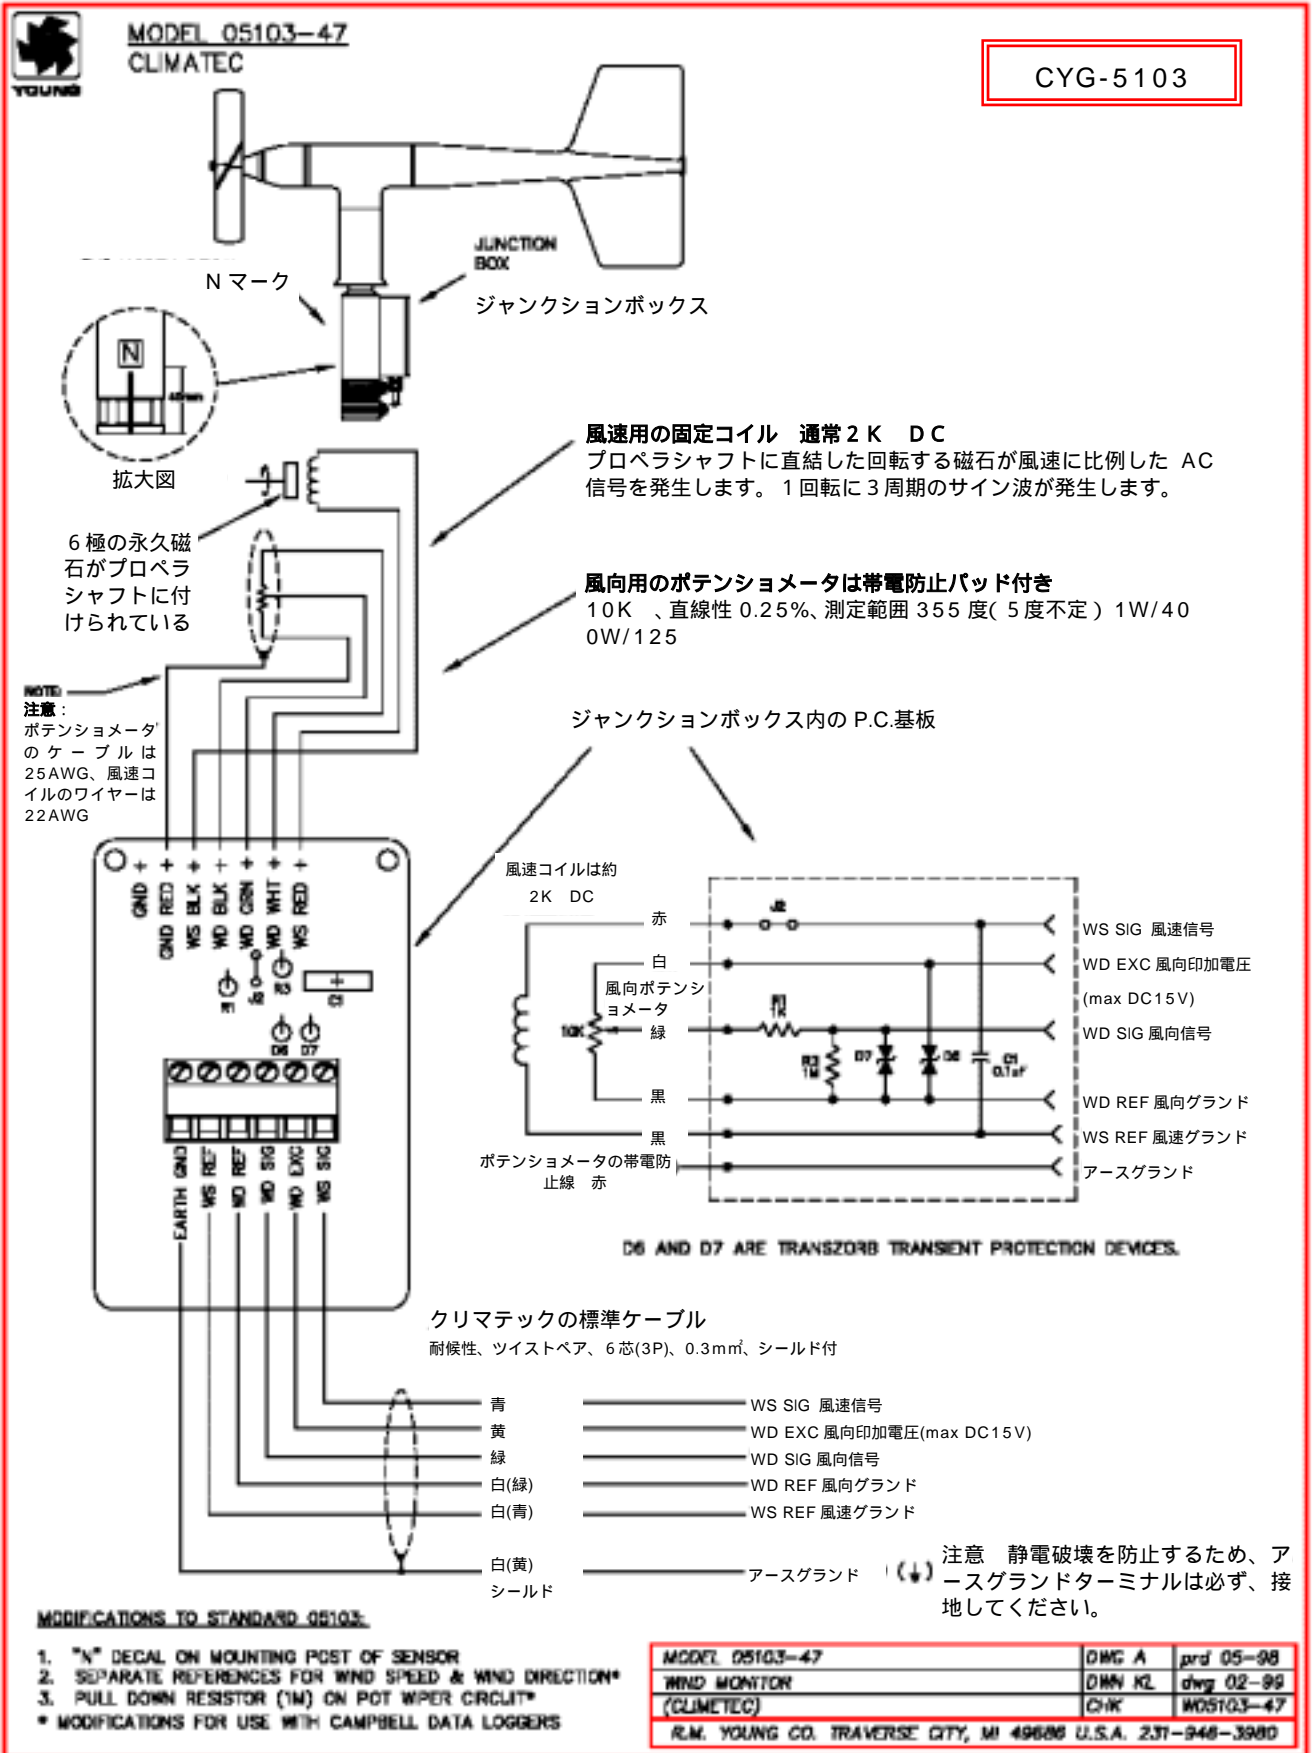 MODEL 05103-47
CLIMATEC
YOUNG
CYG-5103
JUNCTION
BOX
N マーク
ジャンクションボックス
N
拡大図
風速用の固定コイル　通常２Ｋ　ＤＣ
プロペラシャフトに直結した回転する磁石が風速に比例した AC
信号を発生します。１回転に３周期のサイン波が発生します。
６極の永久磁
石がプロペラ
シャフトに付
けられている
風向用のポテンショメータは帯電防止パッド付き
10K　、直線性 0.25%、測定範囲 355 度(５度不定) 1W/40
0W/125
NOTE:
注意：
ポテンショメータ
のケーブルは
25AWG、風速コ
イルのワイヤーは
22AWG
ジャンクションボックス内の P.C.基板
GND
GND RED
WS BLK
WD BLK
WD GRN
WD WHT
WS RED
R1
J2
R3
C1
D6
D7
EARTH GND
WS REF
WD REF
WD SIG
WD EXC
WS SIG
風速コイルは約
2K　DC
赤
J2
WS SIG 風速信号
白
WD EXC 風向印加電圧
(max DC15V)
風向ポテンシ
ョメータ
10K
緑
R1
1K
WD SIG 風向信号
1M
D7
D6
C1
0.1uF
黒
WD REF 風向グランド
黒
WS REF 風速グランド
ポテンショメータの帯電防
止線　赤
アースグランド
D6 AND D7 ARE TRANSZORB TRANSIENT PROTECTION DEVICES.
クリマテックの標準ケーブル
耐候性、ツイストペア、６芯(3P)、0.3m㎡、シールド付
青 WS SIG 風速信号
黄 WD EXC 風向印加電圧(max DC15V)
緑 WD SIG 風向信号
白(緑) WD REF 風向グランド
白(青) WS REF 風速グランド
白(黄) アースグランド
シールド
注意　静電破壊を防止するため、ア
ースグランドターミナルは必ず、接
地してください。
MODIFICATIONS TO STANDARD 05103:
1. "N" DECAL ON MOUNTING POST OF SENSOR
2. SEPARATE REFERENCES FOR WIND SPEED & WIND DIRECTION*
3. PULL DOWN RESISTOR (1M) ON POT WIPER CIRCUIT*
* MODIFICATIONS FOR USE WITH CAMPBELL DATA LOGGERS
MODEL 05103-47 DWG A prd 05-98
WIND MONITOR DWN KL dwg 02-99
(CLIMETEC) CHK W05103-47
R.M. YOUNG CO. TRAVERSE CITY, MI 49686 U.S.A. 231-946-3980